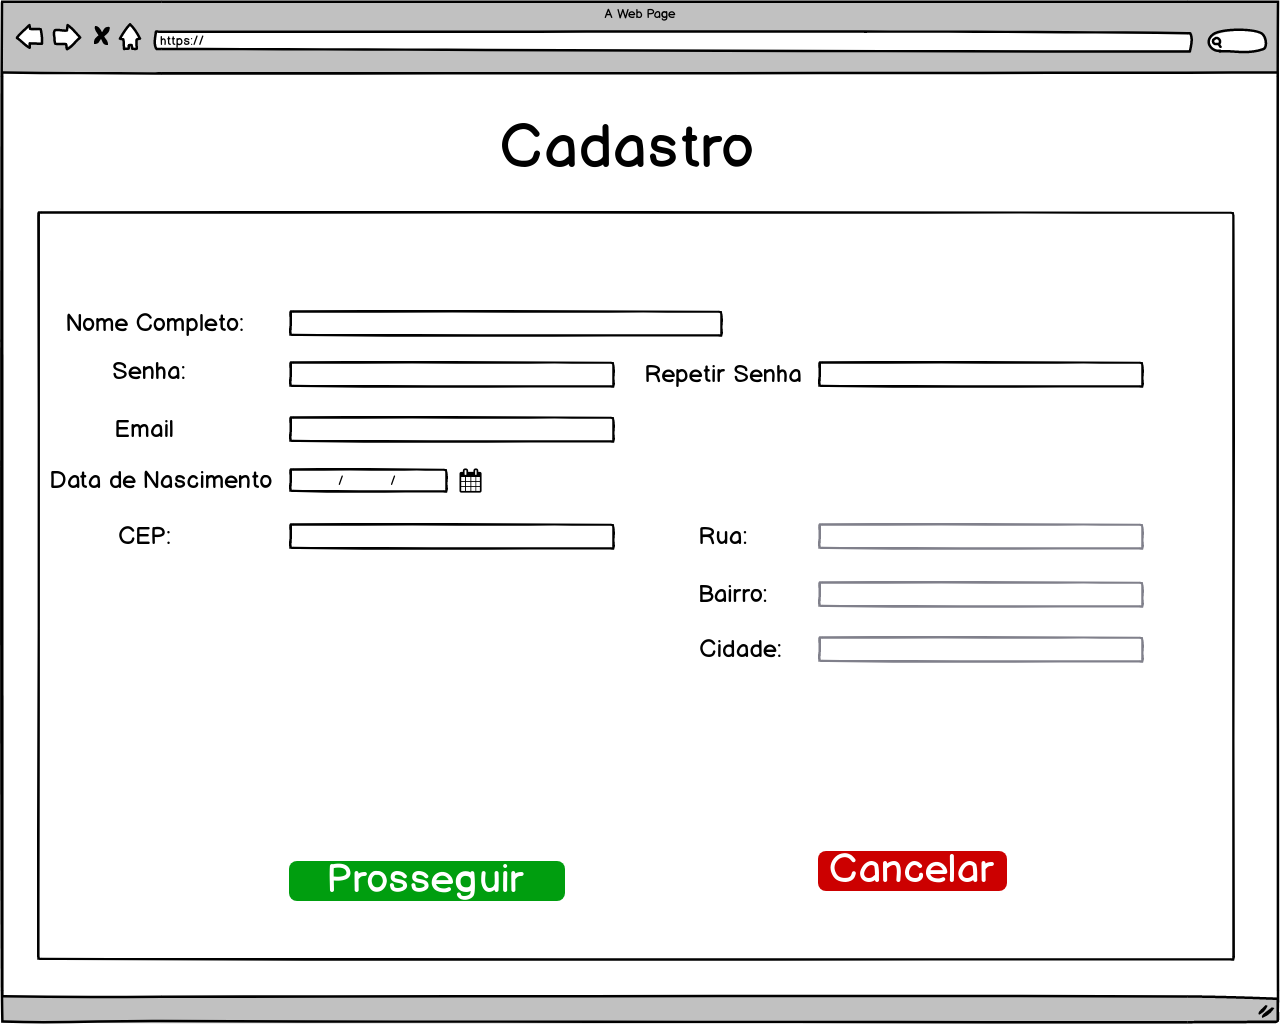 A Web Page
https://
Cadastro
Nome Completo:
Senha:
Repetir Senha
Email
Data de Nascimento
/ /
CEP:
Rua:
Bairro:
Cidade:
Prosseguir
Cancelar